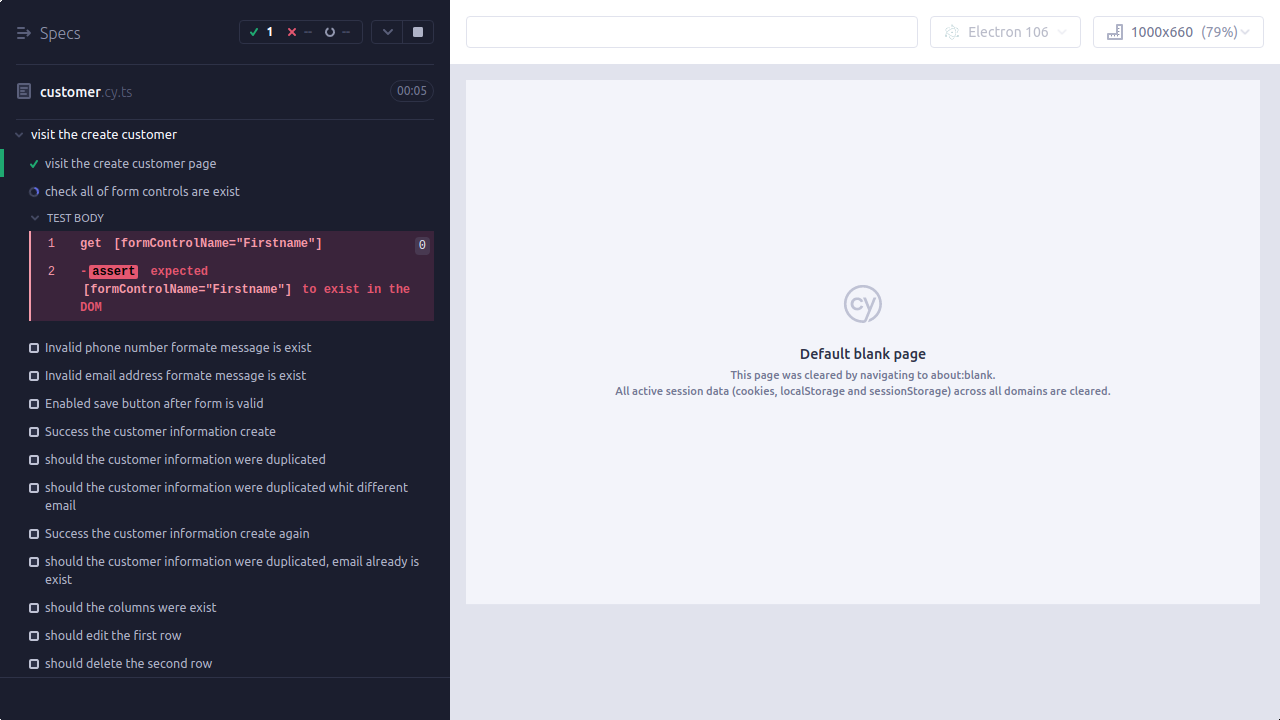 Specs
1
--
--
customer.cy.ts
00:05
visit the create customer
visit the create customer page
check all of form controls are exist
TEST BODY
1 get [formControlName="Firstname"] 0
2 -assert expected
[formControlName="Firstname"] to exist in the
DOM
Invalid phone number formate message is exist
Invalid email address formate message is exist
Enabled save button after form is valid
Success the customer information create
should the customer information were duplicated
should the customer information were duplicated whit different
email
Success the customer information create again
should the customer information were duplicated, email already is
exist
should the columns were exist
should edit the first row
should delete the second row
Electron 106
1000x660 (79%)
cy
Default blank page
This page was cleared by navigating to about:blank.
All active session data (cookies, localStorage and sessionStorage) across all domains are cleared.